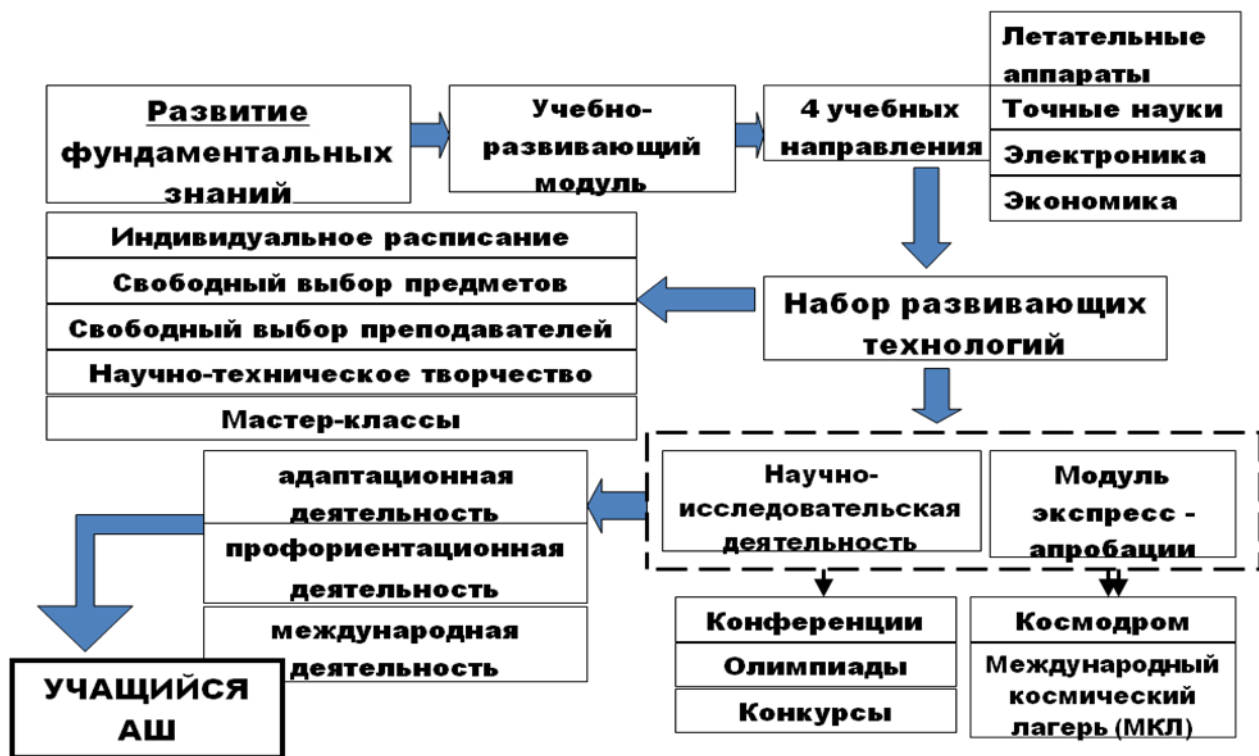 Развитие
фундаментальных
знаний
Учебно-
развивающий
модуль
4 учебных
направления
Летательные
аппараты
Точные науки
Электроника
Экономика
Индивидуальное расписание
Свободный выбор предметов
Свободный выбор преподавателей
Научно-техническое творчество
Мастер-классы
Набор развивающих
технологий
адаптационная
деятельность
профориентационная
деятельность
международная
деятельность
Научно-
исследовательская
деятельность
Модуль
экспресс -
апробации
Конференции
Олимпиады
Конкурсы
Космодром
Международный
космический
лагерь (МКЛ)
УЧАЩИЙСЯ
АШ